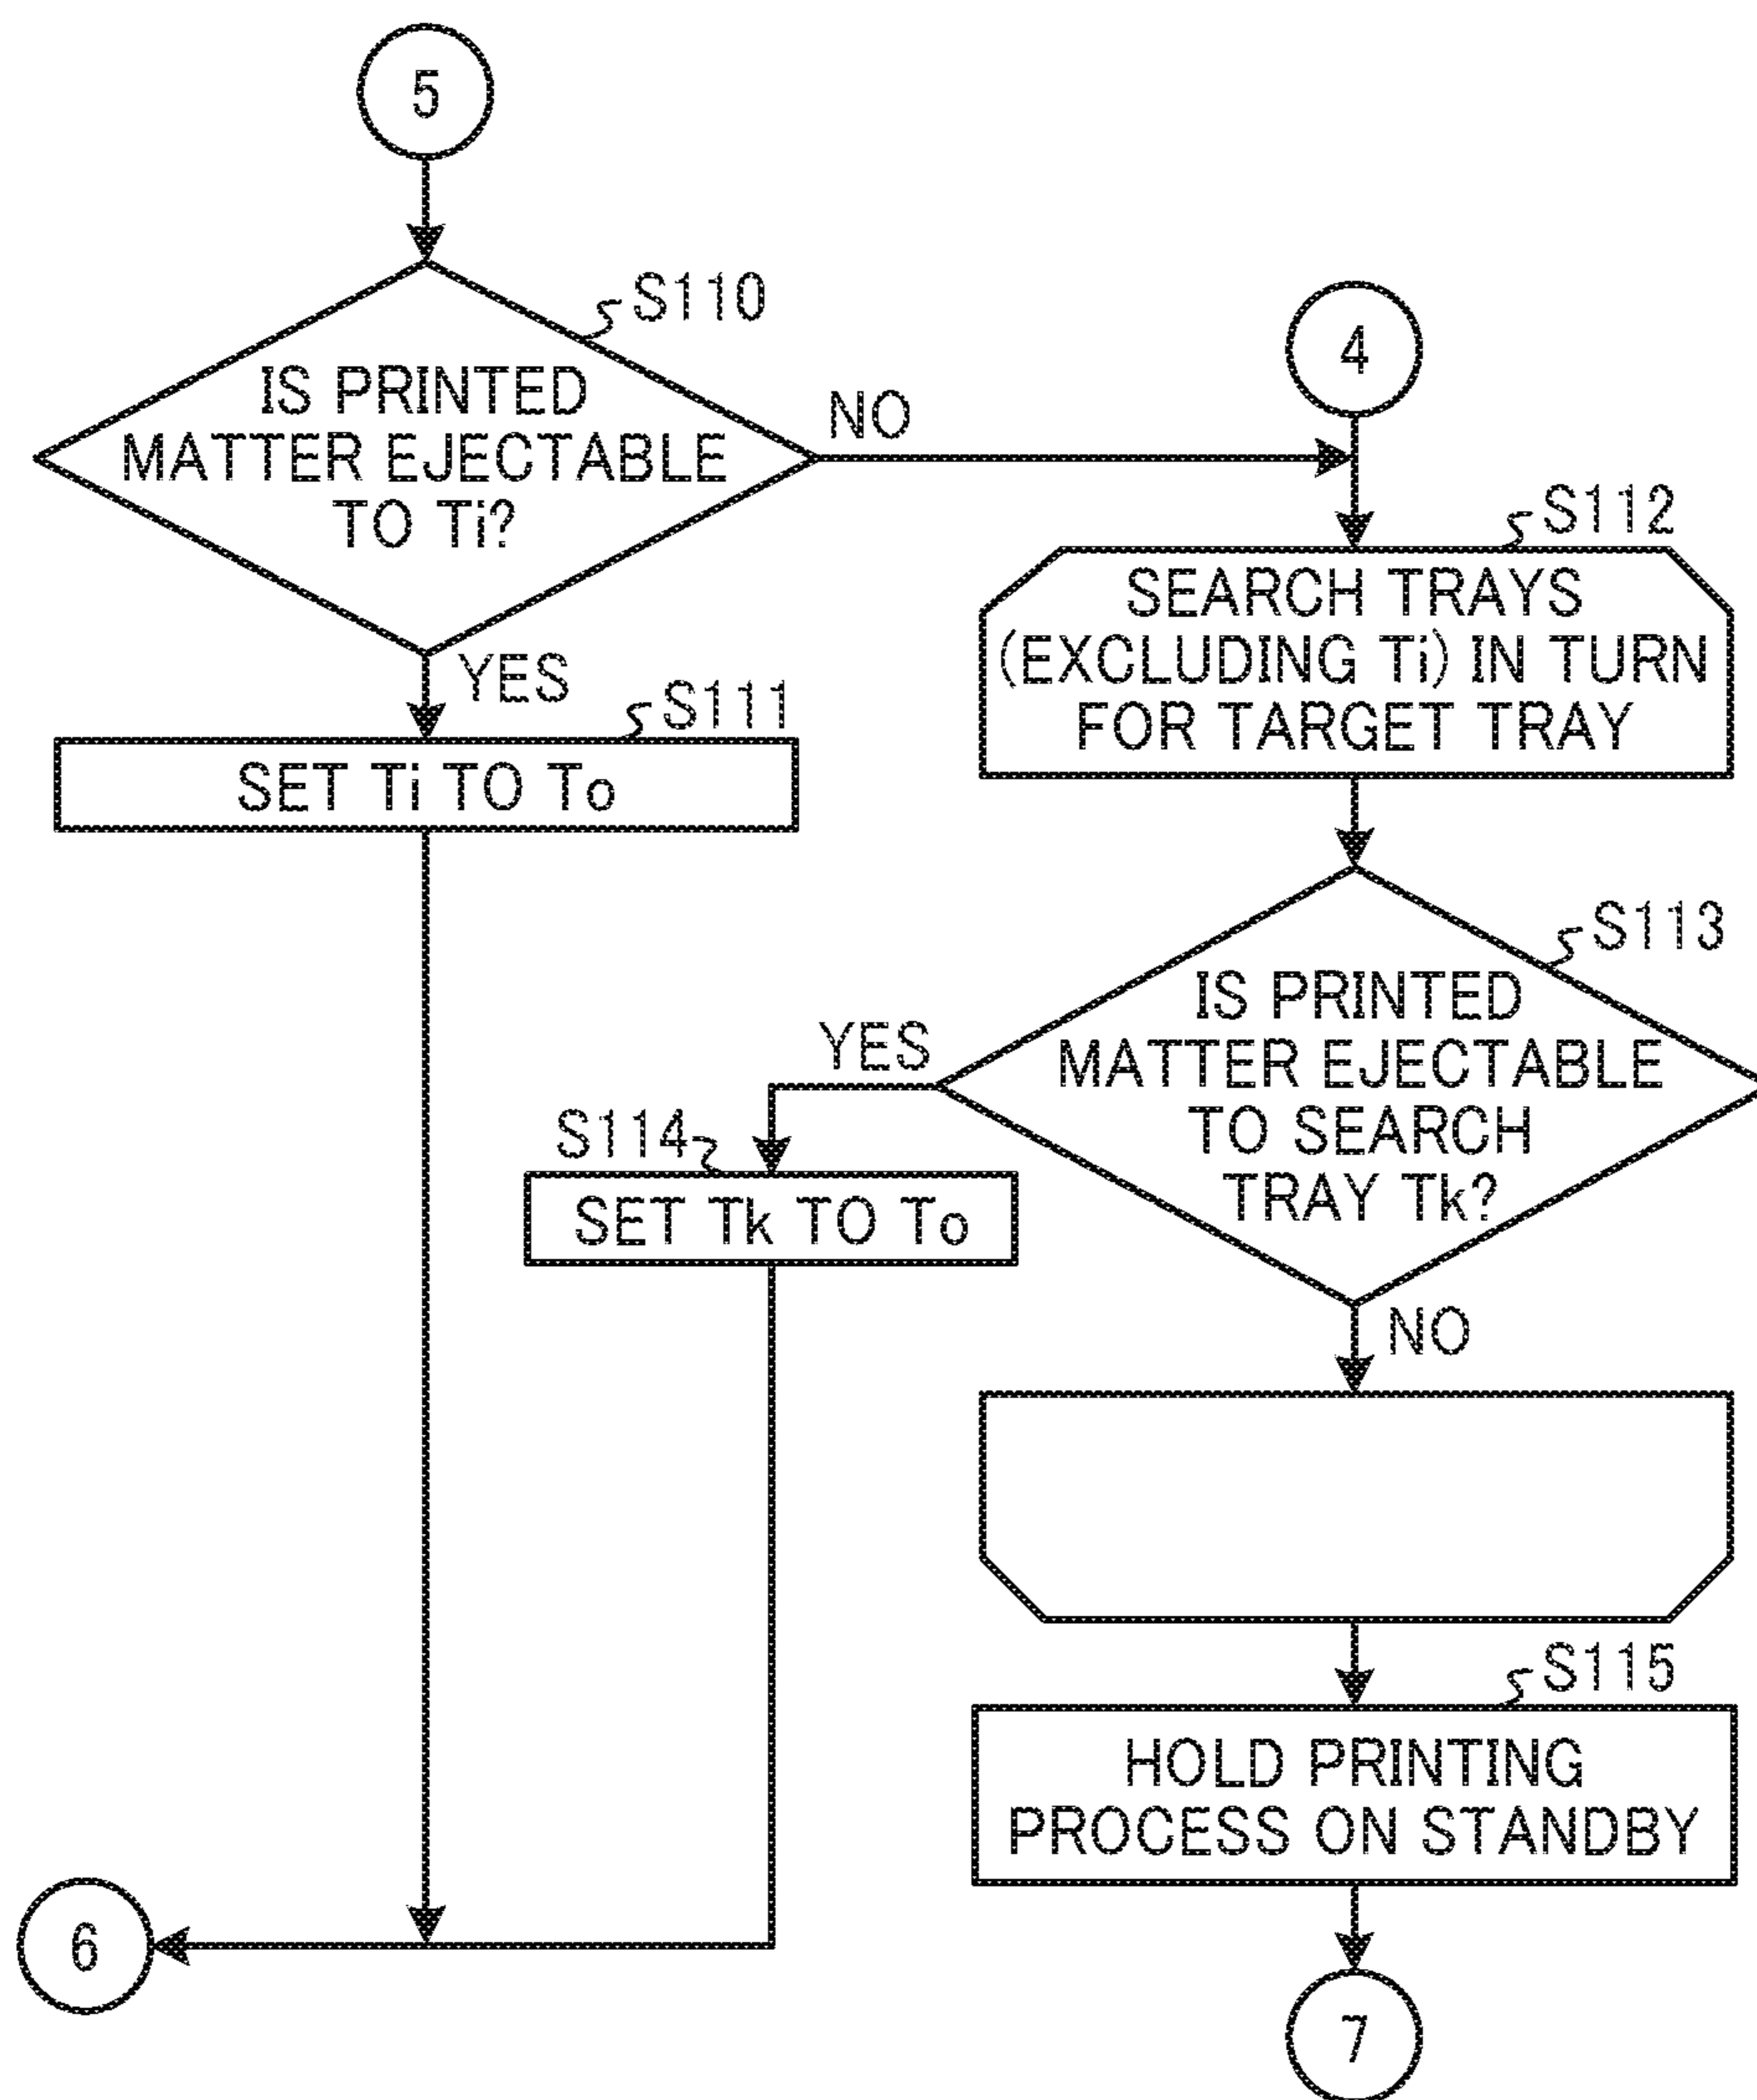 5
S110
IS PRINTED
MATTER EJECTABLE
TO Ti?
NO
YES
S111
SET Ti TO To
4
S112
SEARCH TRAYS
(EXCLUDING Ti) IN TURN
FOR TARGET TRAY
S113
IS PRINTED
MATTER EJECTABLE
TO SEARCH
TRAY Tk?
YES
S114
SET Tk TO To
NO
S115
HOLD PRINTING
PROCESS ON STANDBY
6
7